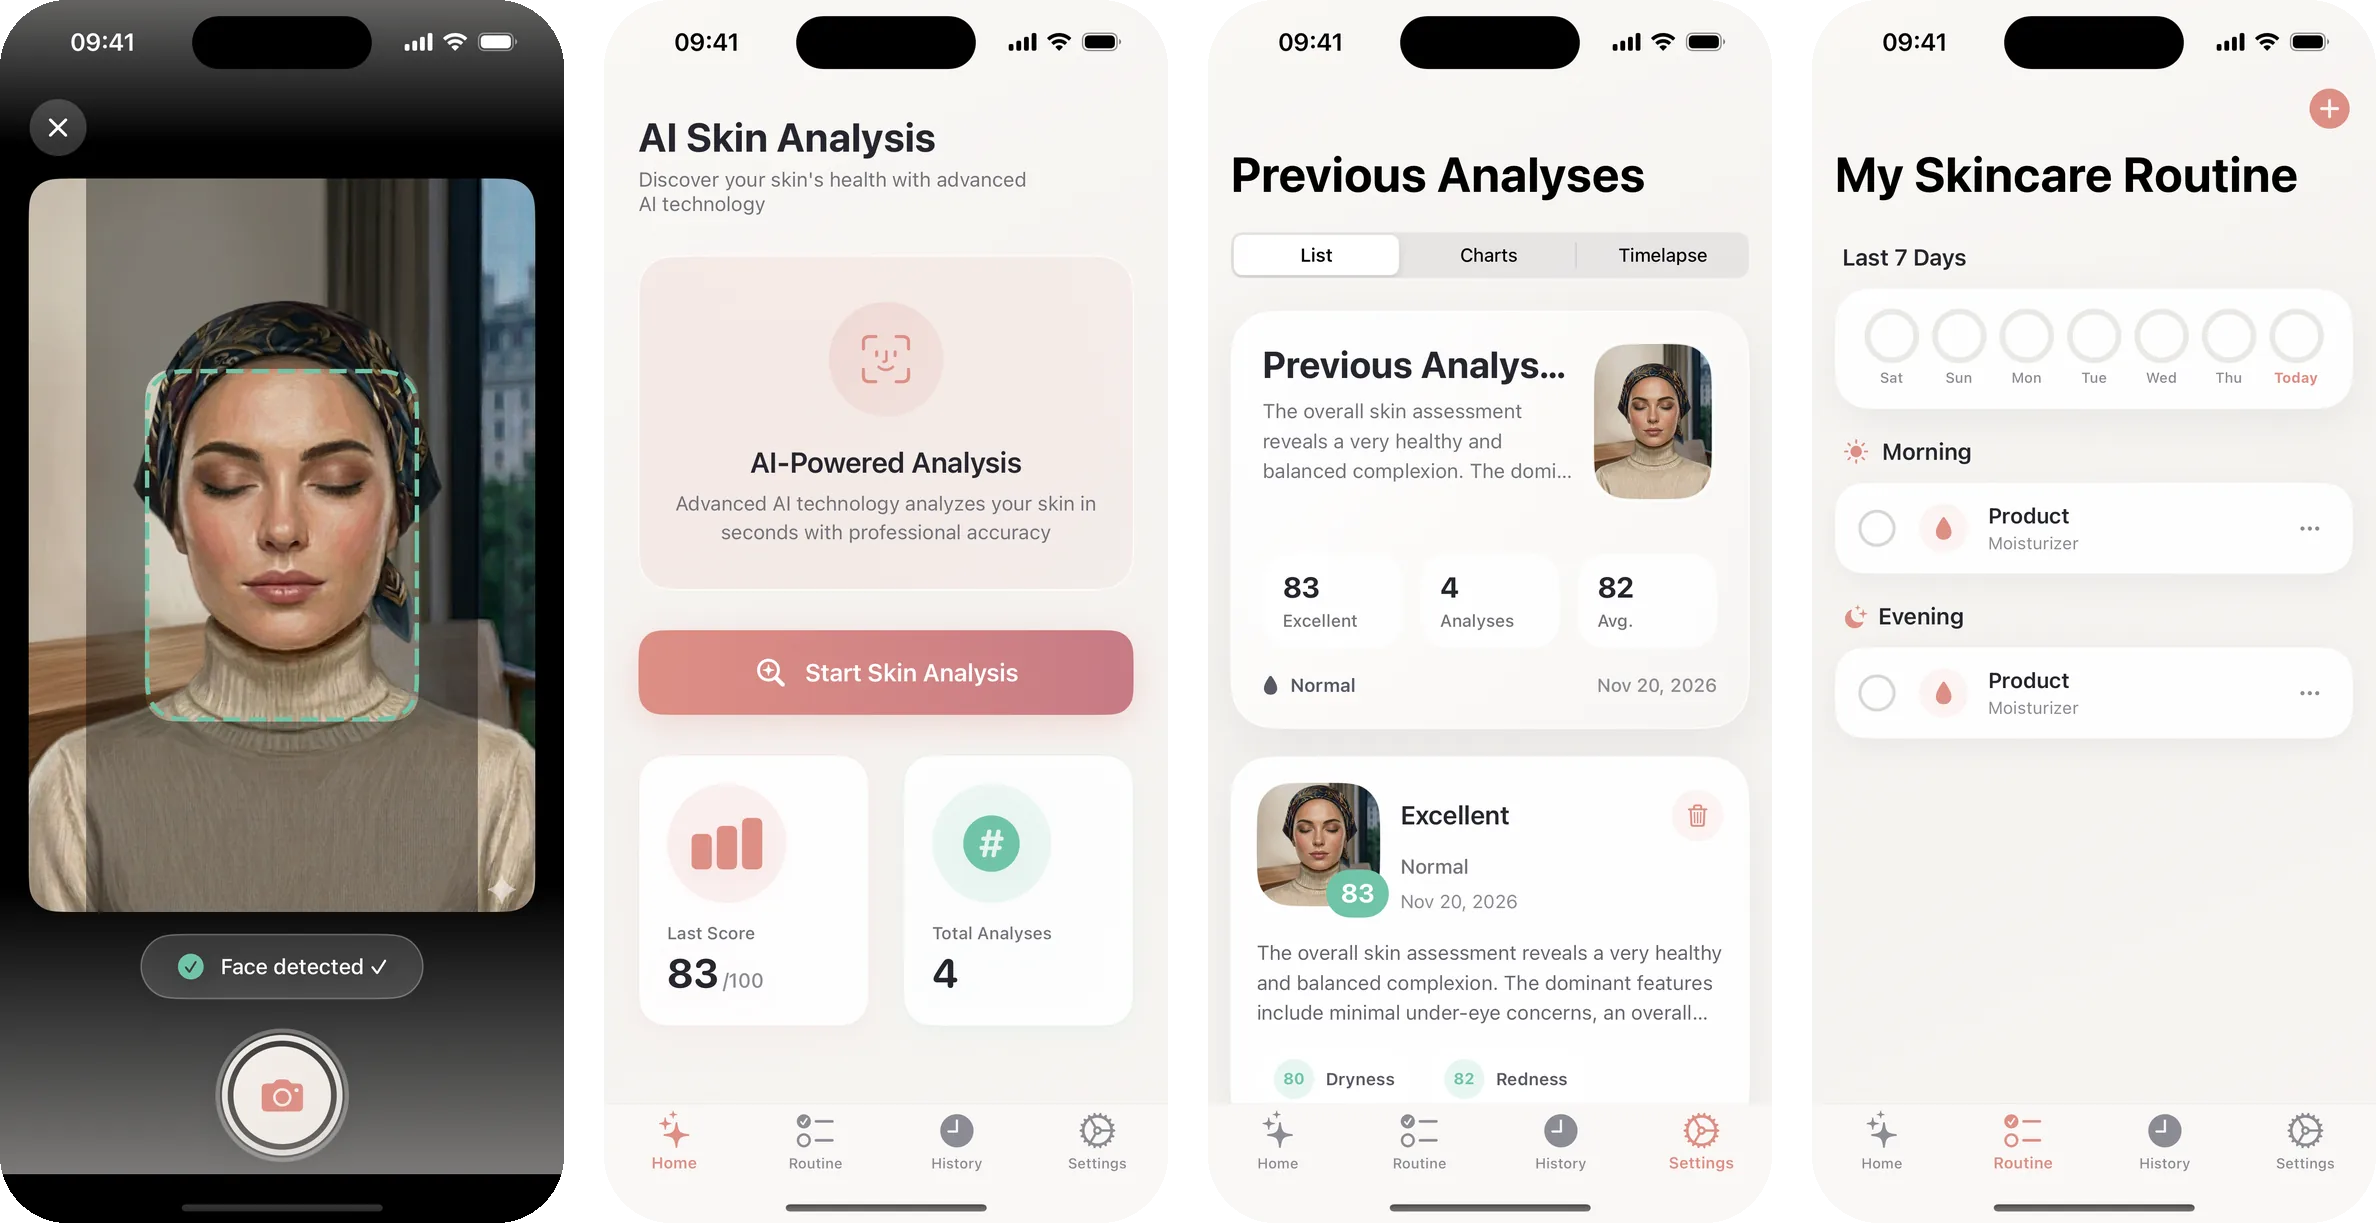 09:41
Face detected ✓
09:41
AI Skin Analysis
Discover your skin's health with advanced
AI technology
AI-Powered Analysis
Advanced AI technology analyzes your skin in
seconds with professional accuracy
Start Skin Analysis
#
Last Score
83 /100
Total Analyses
4
Home
Routine
History
Settings
09:41
Previous Analyses
List
Charts
Timelapse
Previous Analys...
The overall skin assessment
reveals a very healthy and
balanced complexion. The domi...
83
Excellent
4
Analyses
82
Avg.
Normal
Nov 20, 2026
83
Excellent
Normal
Nov 20, 2026
The overall skin assessment reveals a very healthy
and balanced complexion. The dominant features
include minimal under-eye concerns, an overall...
80 Dryness
82 Redness
Home
Routine
History
Settings
09:41
My Skincare Routine
Last 7 Days
Sat
Sun
Mon
Tue
Wed
Thu
Today
Morning
Product
Moisturizer
Evening
Product
Moisturizer
Home
Routine
History
Settings